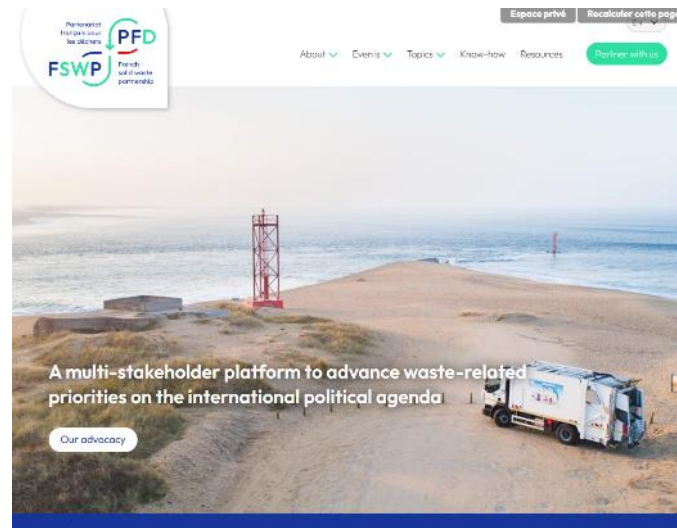 Espace privé
Recalculer cette page
Partenariat
français pour
les déchets
PFD
FSWP
French
solid waste
partnership
EN
About
Events
Topics
Know-how
Resources
Partner with us
A multi-stakeholder platform to advance waste-related
priorities on the international political agenda
Our advocacy